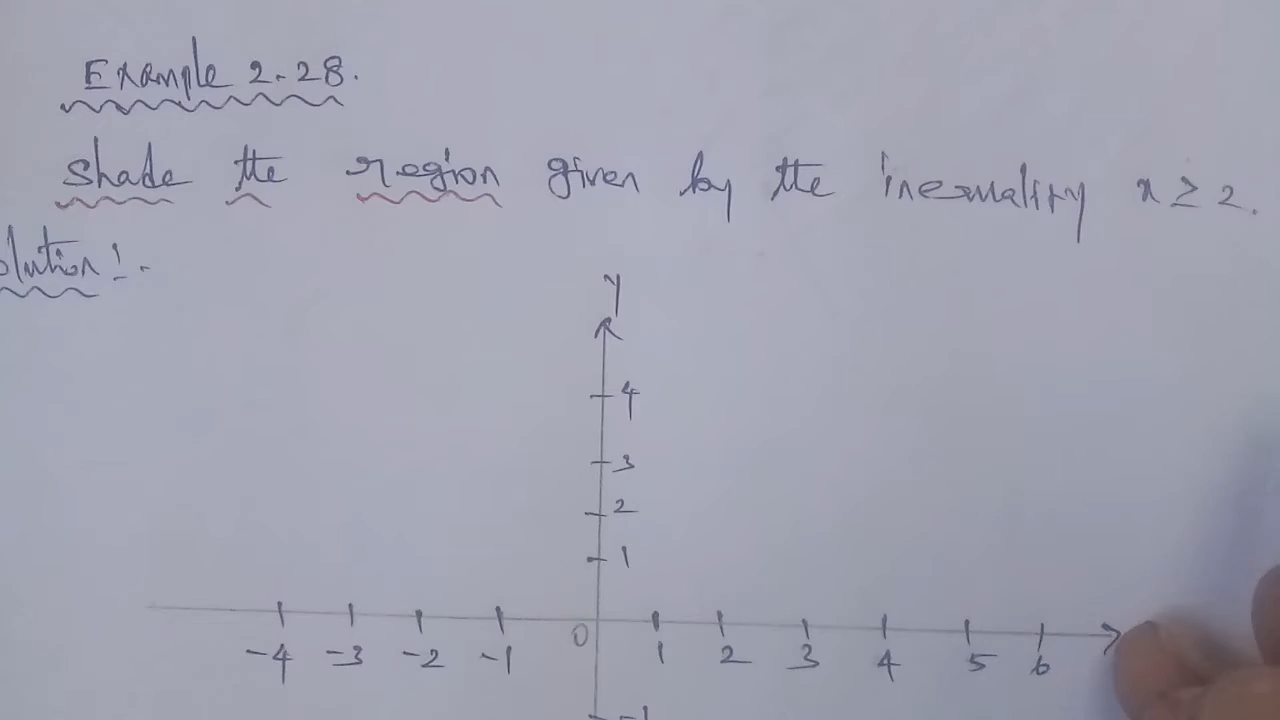 Example 2.28.
shade the region given by the inequality x ≥ 2.
olution:-
y
4
3
2
1
0
-4 -3 -2 -1 1 2 3 4 5 6
-1